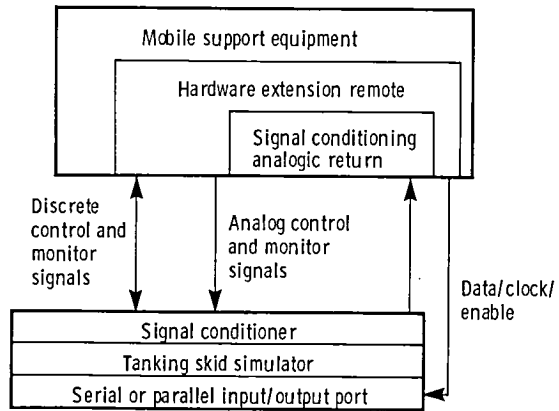 Mobile support equipment
Hardware extension remote
Signal conditioning
analogic return
Discrete
control and
monitor
signals
Analog control
and monitor
signals
Data/clock/
enable
Signal conditioner
Tanking skid simulator
Serial or parallel input/output port